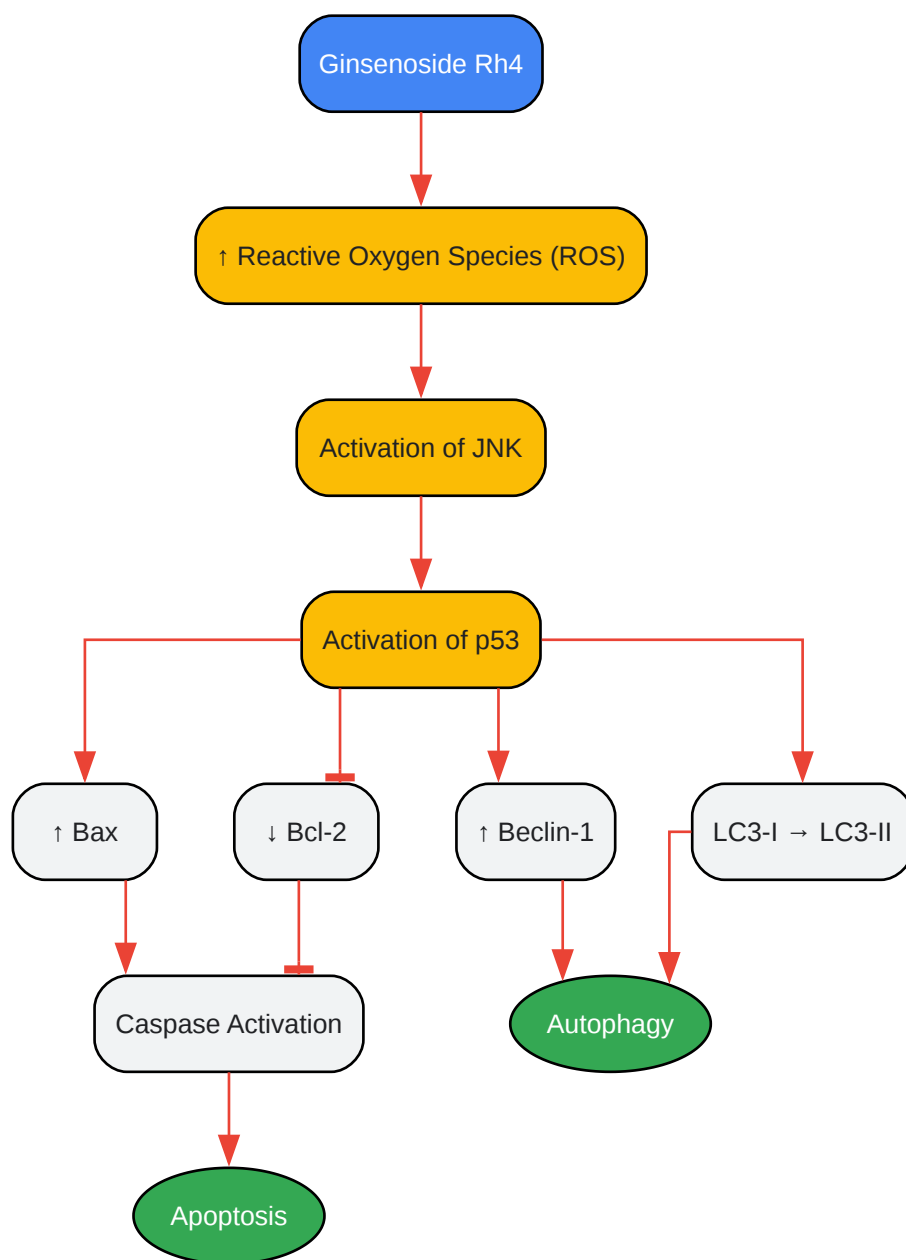 Ginsenoside Rh4
↑ Reactive Oxygen Species (ROS)
Activation of JNK
Activation of p53
↑ Bax
↓ Bcl-2
↑ Beclin-1
LC3-I → LC3-II
Caspase Activation
Autophagy
Apoptosis